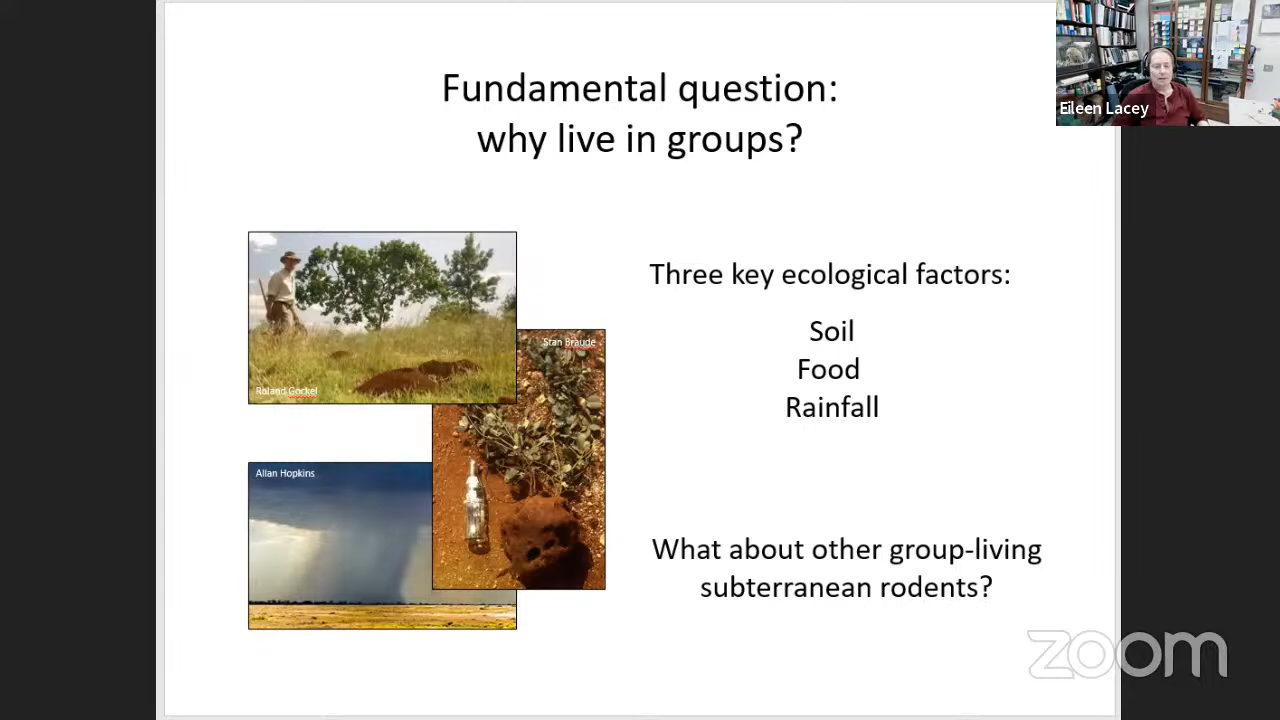 Fundamental question:
why live in groups?
Eileen Lacey
Stan Braude
Roland Gockel
Allan Hopkins
Three key ecological factors:
Soil
Food
Rainfall
What about other group-living
subterranean rodents?
zoom